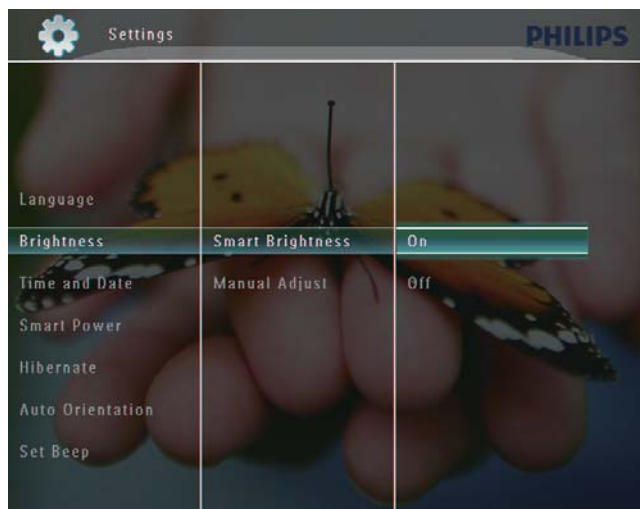 Settings
PHILIPS
Language
Brightness
Smart Brightness
On
Time and Date
Manual Adjust
Off
Smart Power
Hibernate
Auto Orientation
Set Beep